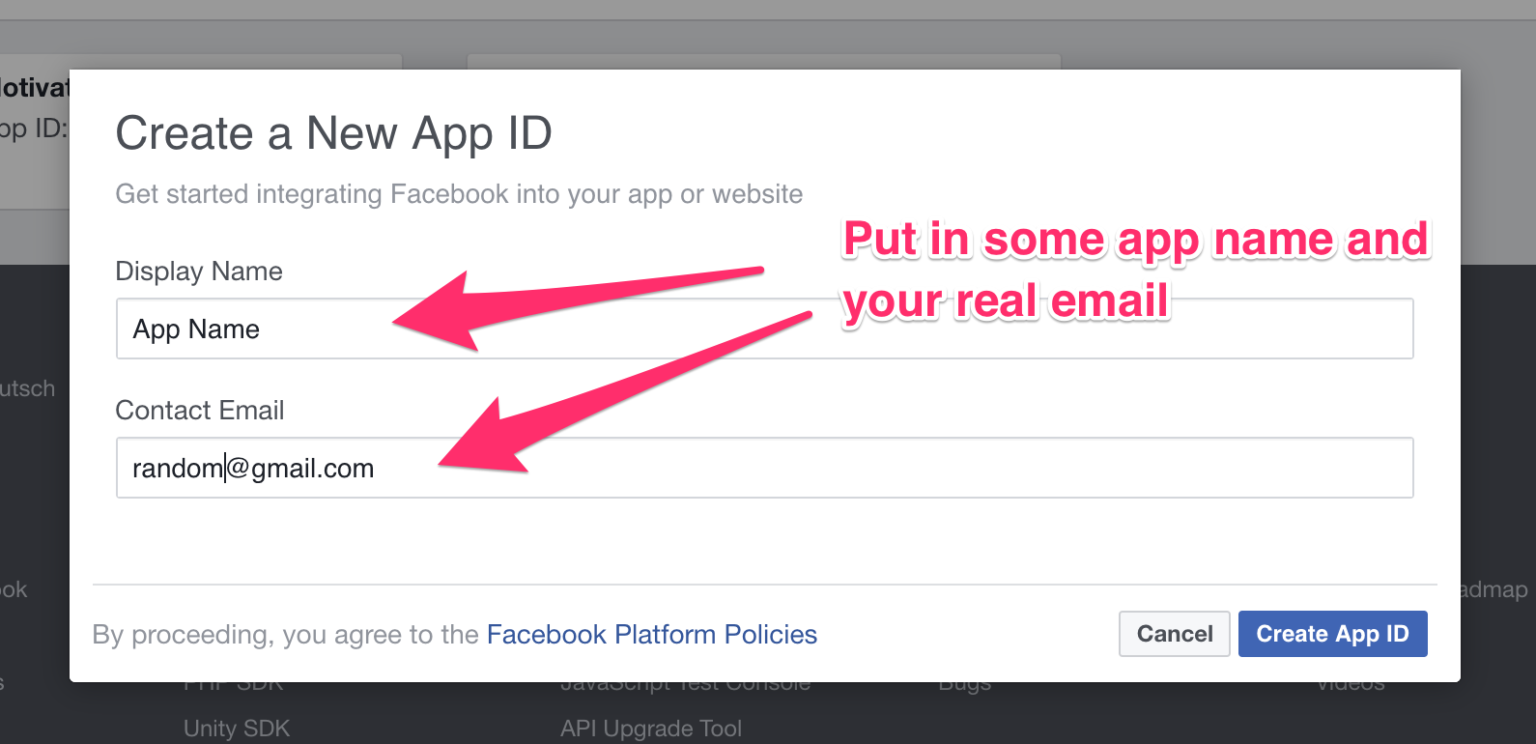 Create a New App ID
Get started integrating Facebook into your app or website
Put in some app name and
your real email
Display Name
App Name
Contact Email
random@gmail.com
By proceeding, you agree to the Facebook Platform Policies
Cancel
Create App ID
pp ID:
utsch
ook
admap
PHP SDK
JavaScript Test Console
Bugs
Videos
Unity SDK
API Upgrade Tool